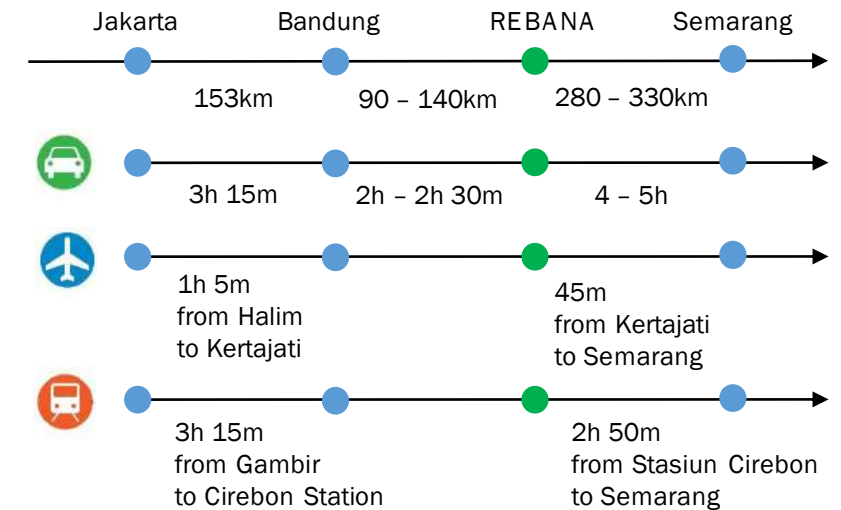 Jakarta Bandung REBANA Semarang
153km 90 – 140km 280 – 330km
3h 15m 2h – 2h 30m 4 – 5h
1h 5m
from Halim
to Kertajati
45m
from Kertajati
to Semarang
3h 15m
from Gambir
to Cirebon Station
2h 50m
from Stasiun Cirebon
to Semarang